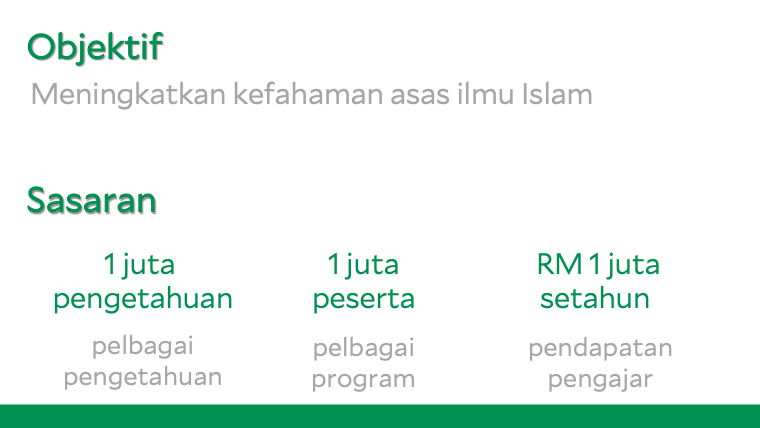 Objektif
Meningkatkan kefahaman asas ilmu Islam
Sasaran
1 juta
pengetahuan
pelbagai
pengetahuan
1 juta
peserta
pelbagai
program
RM 1 juta
setahun
pendapatan
pengajar